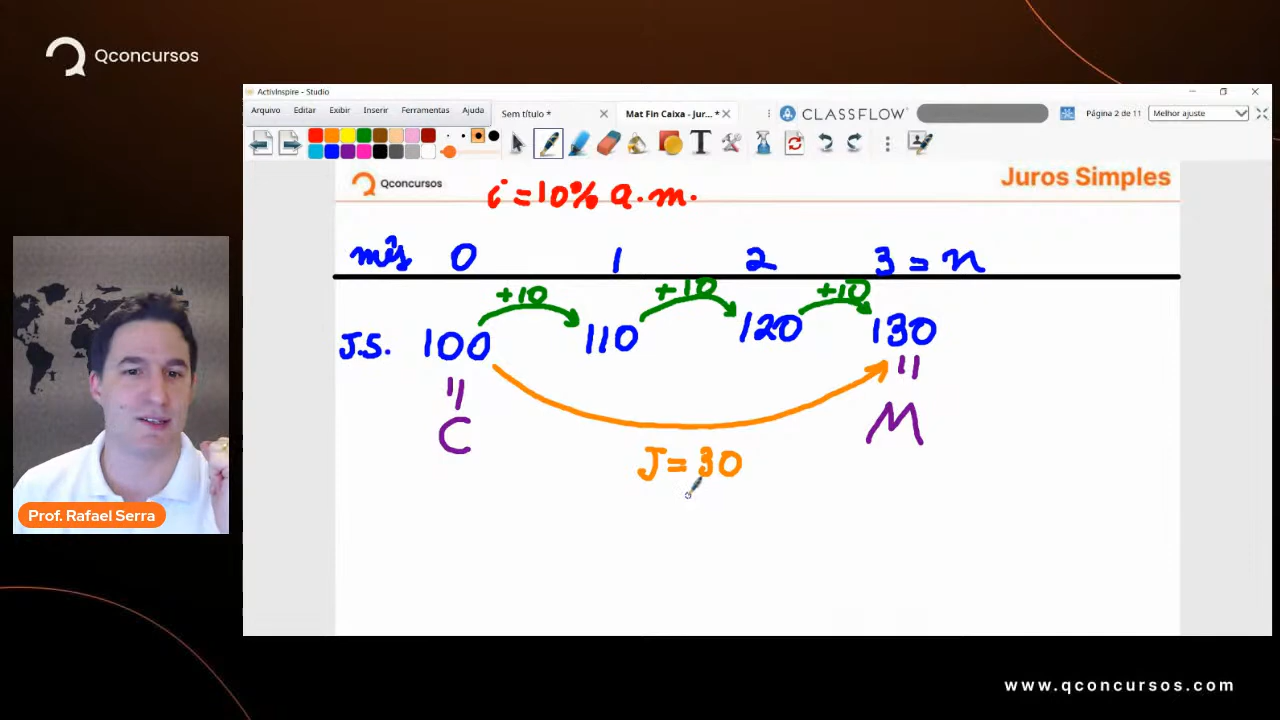 Qconcursos
ActivInspire - Studio
Arquivo Editar Exibir Inserir Ferramentas Ajuda
Sem título *
Mat Fin Caixa - Jur... *
CLASSFLOW
Página 2 de 11
Melhor ajuste
T
Qconcursos
i = 10% a.m.
Juros Simples
mês 0 1 2 3 = n
+10 +10 +10
J.S. 100 110 120 130
" "
C M
J = 30
Prof. Rafael Serra
www.qconcursos.com